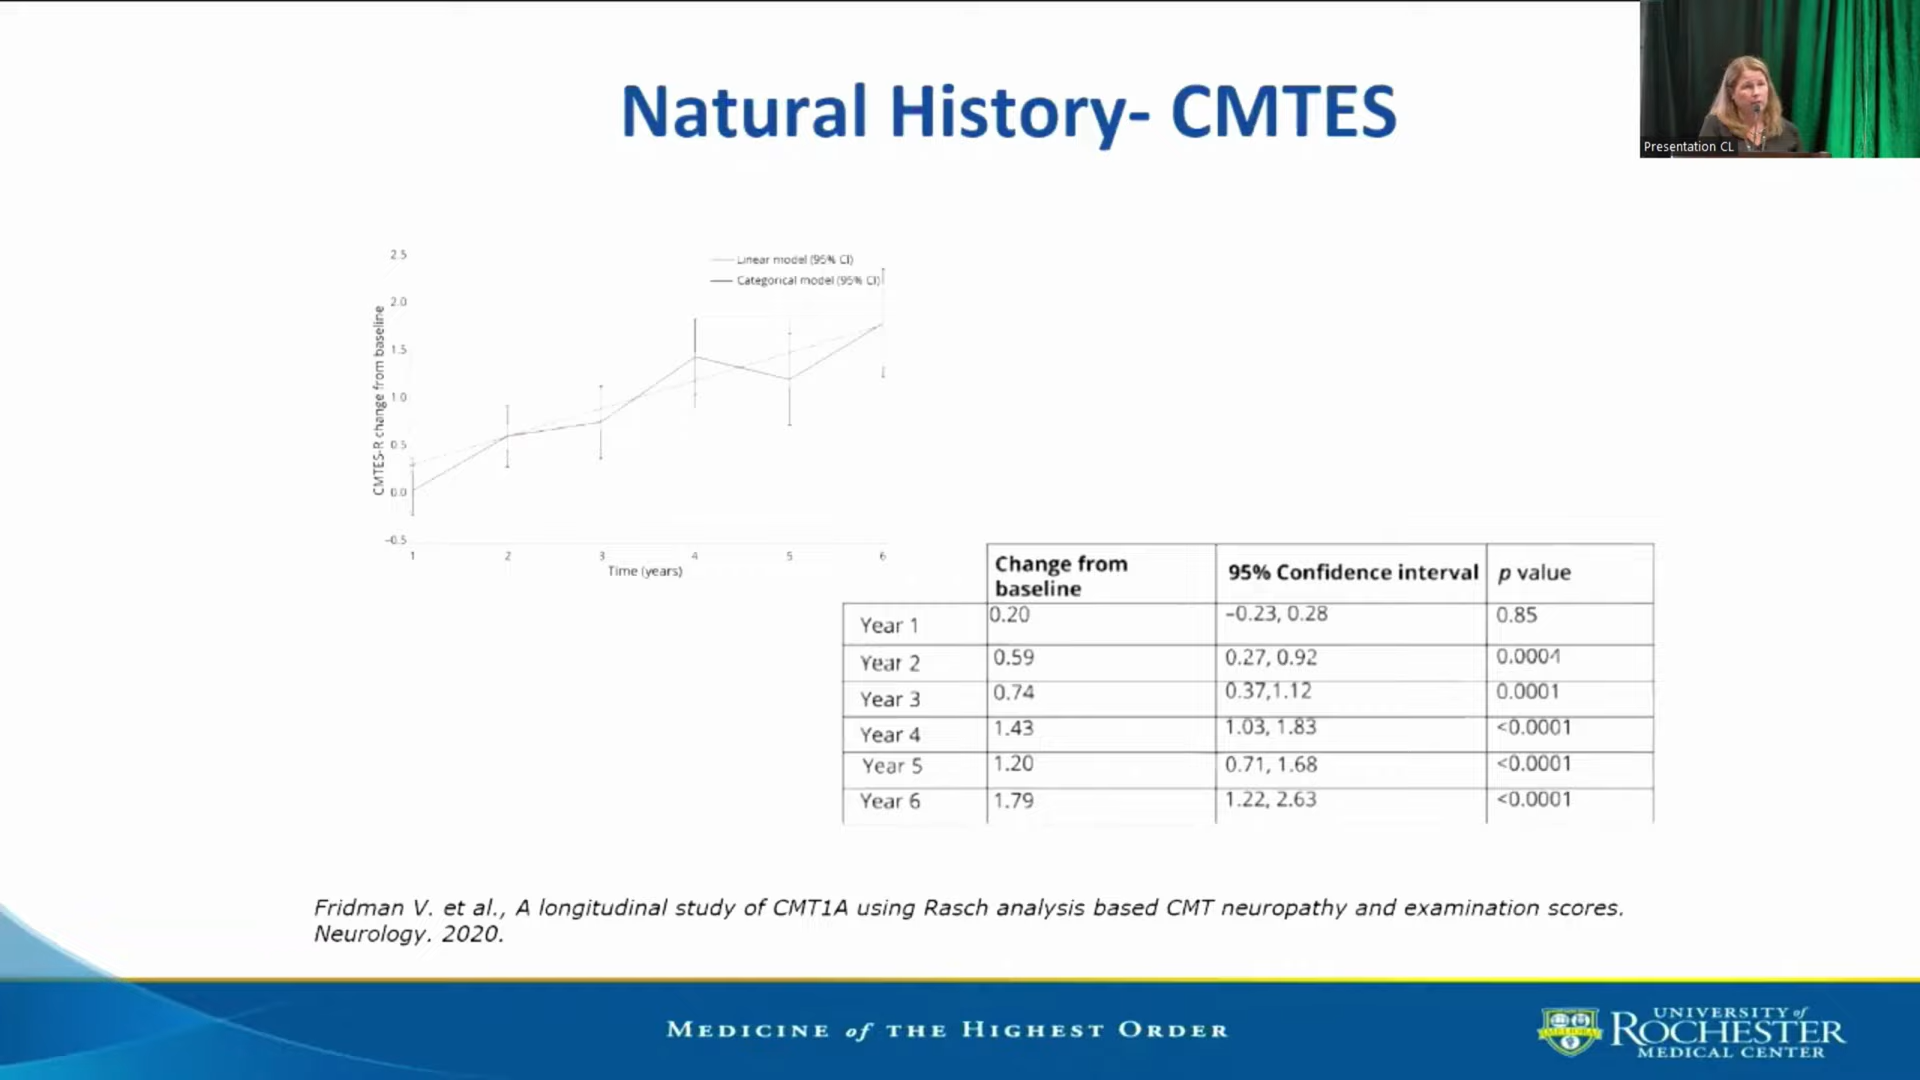 Natural History- CMTES
Presentation CL
2.5
2.0
1.5
1.0
0.5
0.0
–0.5
CMTES-R change from baseline
Linear model (95% CI)
Categorical model (95% CI)
1 2 3 4 5 6
Time (years)
Change from baseline 95% Confidence interval p value
Year 1 0.20 –0.23, 0.28 0.85
Year 2 0.59 0.27, 0.92 0.0004
Year 3 0.74 0.37,1.12 0.0001
Year 4 1.43 1.03, 1.83 <0.0001
Year 5 1.20 0.71, 1.68 <0.0001
Year 6 1.79 1.22, 2.63 <0.0001
Fridman V. et al., A longitudinal study of CMT1A using Rasch analysis based CMT neuropathy and examination scores.
Neurology. 2020.
MEDICINE of THE HIGHEST ORDER
MELIORA
UNIVERSITY of
ROCHESTER
MEDICAL CENTER